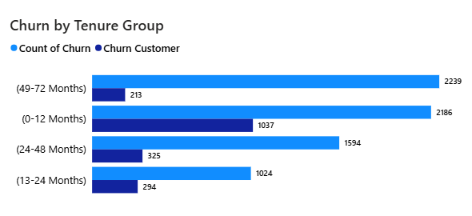 Churn by Tenure Group
Count of Churn Churn Customer
(49-72 Months) 2239
213
(0-12 Months) 2186
1037
(24-48 Months) 1594
325
(13-24 Months) 1024
294